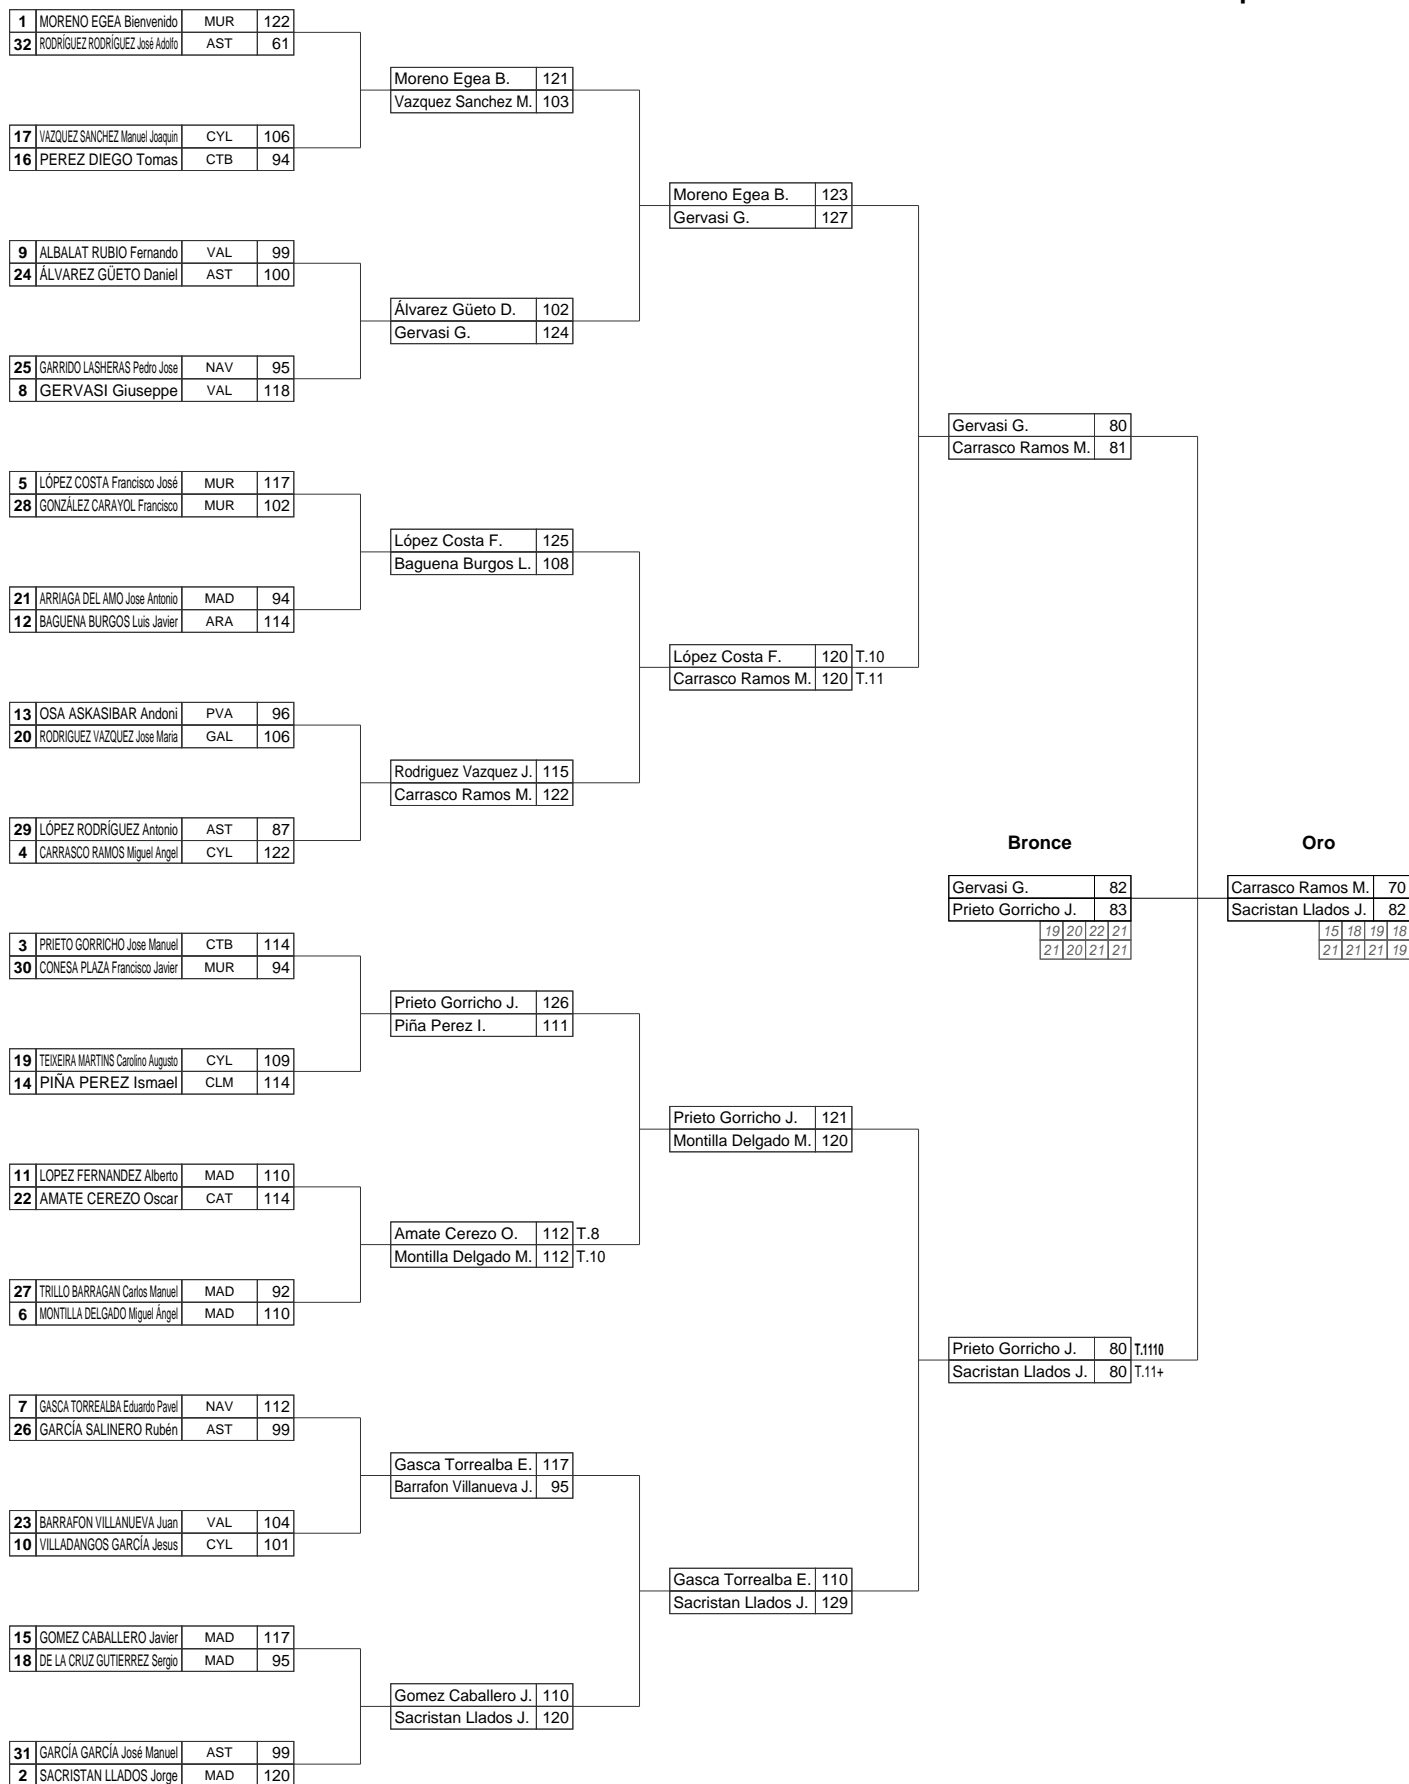 1 MORENO EGEA Bienvenido MUR 122
32 RODRÍGUEZ RODRÍGUEZ José Adolfo AST 61
Moreno Egea B. 121
Vazquez Sanchez M. 103
17 VAZQUEZ SANCHEZ Manuel Joaquin CYL 106
16 PEREZ DIEGO Tomas CTB 94
Moreno Egea B. 123
Gervasi G. 127
9 ALBALAT RUBIO Fernando VAL 99
24 ÁLVAREZ GÜETO Daniel AST 100
Álvarez Güeto D. 102
Gervasi G. 124
25 GARRIDO LASHERAS Pedro Jose NAV 95
8 GERVASI Giuseppe VAL 118
Gervasi G. 80
Carrasco Ramos M. 81
5 LÓPEZ COSTA Francisco José MUR 117
28 GONZÁLEZ CARAYOL Francisco MUR 102
López Costa F. 125
Baguena Burgos L. 108
21 ARRIAGA DEL AMO Jose Antonio MAD 94
12 BAGUENA BURGOS Luis Javier ARA 114
López Costa F. 120 T.10
Carrasco Ramos M. 120 T.11
13 OSA ASKASIBAR Andoni PVA 96
20 RODRIGUEZ VAZQUEZ Jose Maria GAL 106
Rodriguez Vazquez J. 115
Carrasco Ramos M. 122
29 LÓPEZ RODRÍGUEZ Antonio AST 87
4 CARRASCO RAMOS Miguel Angel CYL 122
Bronce Oro
Gervasi G. 82 Carrasco Ramos M. 70
Prieto Gorricho J. 83 Sacristan Llados J. 82
19 20 22 21 15 18 19 18
21 20 21 21 21 21 21 19
3 PRIETO GORRICHO Jose Manuel CTB 114
30 CONESA PLAZA Francisco Javier MUR 94
Prieto Gorricho J. 126
Piña Perez I. 111
19 TEIXEIRA MARTINS Carolino Augusto CYL 109
14 PIÑA PEREZ Ismael CLM 114
Prieto Gorricho J. 121
Montilla Delgado M. 120
11 LOPEZ FERNANDEZ Alberto MAD 110
22 AMATE CEREZO Oscar CAT 114
Amate Cerezo O. 112 T.8
Montilla Delgado M. 112 T.10
27 TRILLO BARRAGAN Carlos Manuel MAD 92
6 MONTILLA DELGADO Miguel Ángel MAD 110
Prieto Gorricho J. 80 T.1110
Sacristan Llados J. 80 T.11+
7 GASCA TORREALBA Eduardo Pavel NAV 112
26 GARCÍA SALINERO Rubén AST 99
Gasca Torrealba E. 117
Barrafon Villanueva J. 95
23 BARRAFON VILLANUEVA Juan VAL 104
10 VILLADANGOS GARCÍA Jesus CYL 101
Gasca Torrealba E. 110
Sacristan Llados J. 129
15 GOMEZ CABALLERO Javier MAD 117
18 DE LA CRUZ GUTIERREZ Sergio MAD 95
Gomez Caballero J. 110
Sacristan Llados J. 120
31 GARCÍA GARCÍA José Manuel AST 99
2 SACRISTAN LLADOS Jorge MAD 120